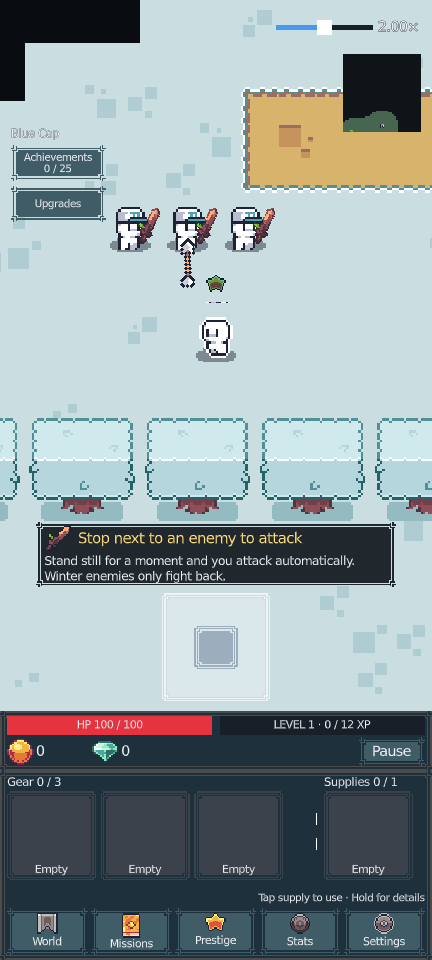 2.00×
Blue Cap
Achievements
0 / 25
Upgrades
Stop next to an enemy to attack
Stand still for a moment and you attack automatically.
Winter enemies only fight back.
HP 100 / 100
LEVEL 1 · 0 / 12 XP
0
0
Pause
Gear 0 / 3
Supplies 0 / 1
Empty
Empty
Empty
Empty
Tap supply to use · Hold for details
World
Missions
Prestige
Stats
Settings